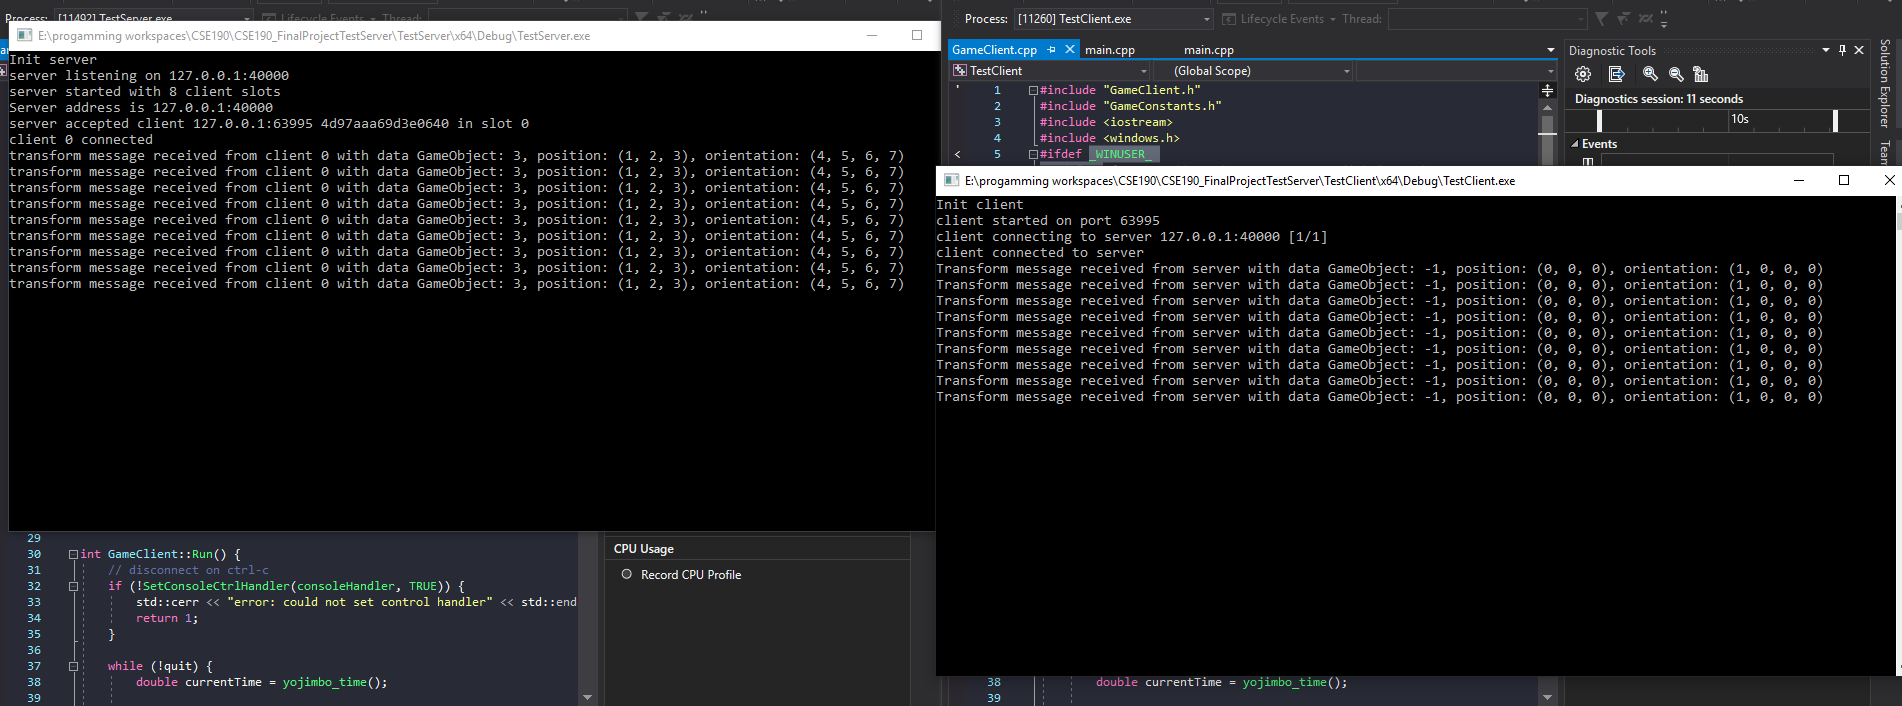 Process: [11492] TestServer.exe Lifecycle Events Thread:
E:\progamming workspaces\CSE190\CSE190_FinalProjectTestServer\TestServer\x64\Debug\TestServer.exe
Init server
server listening on 127.0.0.1:40000
server started with 8 client slots
Server address is 127.0.0.1:40000
server accepted client 127.0.0.1:63995 4d97aaa69d3e0640 in slot 0
client 0 connected
transform message received from client 0 with data GameObject: 3, position: (1, 2, 3), orientation: (4, 5, 6, 7)
transform message received from client 0 with data GameObject: 3, position: (1, 2, 3), orientation: (4, 5, 6, 7)
transform message received from client 0 with data GameObject: 3, position: (1, 2, 3), orientation: (4, 5, 6, 7)
transform message received from client 0 with data GameObject: 3, position: (1, 2, 3), orientation: (4, 5, 6, 7)
transform message received from client 0 with data GameObject: 3, position: (1, 2, 3), orientation: (4, 5, 6, 7)
transform message received from client 0 with data GameObject: 3, position: (1, 2, 3), orientation: (4, 5, 6, 7)
transform message received from client 0 with data GameObject: 3, position: (1, 2, 3), orientation: (4, 5, 6, 7)
transform message received from client 0 with data GameObject: 3, position: (1, 2, 3), orientation: (4, 5, 6, 7)
transform message received from client 0 with data GameObject: 3, position: (1, 2, 3), orientation: (4, 5, 6, 7)
29
30 int GameClient::Run() {
31 // disconnect on ctrl-c
32 if (!SetConsoleCtrlHandler(consoleHandler, TRUE)) {
33 std::cerr << "error: could not set control handler" << std::end
34 return 1;
35 }
36
37 while (!quit) {
38 double currentTime = yojimbo_time();
39
CPU Usage
Record CPU Profile
Process: [11260] TestClient.exe Lifecycle Events Thread:
GameClient.cpp main.cpp main.cpp
TestClient (Global Scope)
1 #include "GameClient.h"
2 #include "GameConstants.h"
3 #include <iostream>
4 #include <windows.h>
5 #ifdef _WINUSER_
Diagnostic Tools
Diagnostics session: 11 seconds
10s
Events
Solution Explorer
Team
E:\progamming workspaces\CSE190\CSE190_FinalProjectTestServer\TestClient\x64\Debug\TestClient.exe
Init client
client started on port 63995
client connecting to server 127.0.0.1:40000 [1/1]
client connected to server
Transform message received from server with data GameObject: -1, position: (0, 0, 0), orientation: (1, 0, 0, 0)
Transform message received from server with data GameObject: -1, position: (0, 0, 0), orientation: (1, 0, 0, 0)
Transform message received from server with data GameObject: -1, position: (0, 0, 0), orientation: (1, 0, 0, 0)
Transform message received from server with data GameObject: -1, position: (0, 0, 0), orientation: (1, 0, 0, 0)
Transform message received from server with data GameObject: -1, position: (0, 0, 0), orientation: (1, 0, 0, 0)
Transform message received from server with data GameObject: -1, position: (0, 0, 0), orientation: (1, 0, 0, 0)
Transform message received from server with data GameObject: -1, position: (0, 0, 0), orientation: (1, 0, 0, 0)
Transform message received from server with data GameObject: -1, position: (0, 0, 0), orientation: (1, 0, 0, 0)
Transform message received from server with data GameObject: -1, position: (0, 0, 0), orientation: (1, 0, 0, 0)
38 double currentTime = yojimbo_time();
39